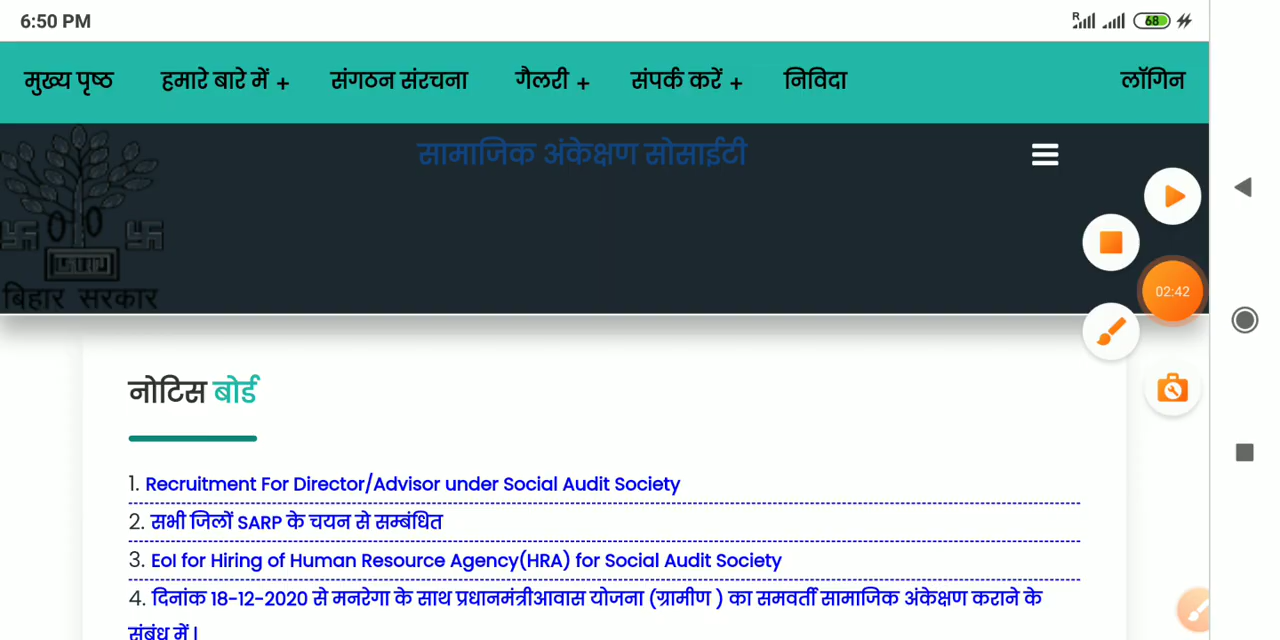 6:50 PM
R
68
मुख्य पृष्ठ हमारे बारे में + संगठन संरचना गैलरी + संपर्क करें + निविदा लॉगिन
सामाजिक अंकेक्षण सोसाईटी
बिहार सरकार
02:42
नोटिस बोर्ड
1. Recruitment For Director/Advisor under Social Audit Society
2. सभी जिलों SARP के चयन से सम्बंधित
3. EoI for Hiring of Human Resource Agency(HRA) for Social Audit Society
4. दिनांक 18-12-2020 से मनरेगा के साथ प्रधानमंत्रीआवास योजना (ग्रामीण ) का समवर्ती सामाजिक अंकेक्षण कराने के
संबंध में |